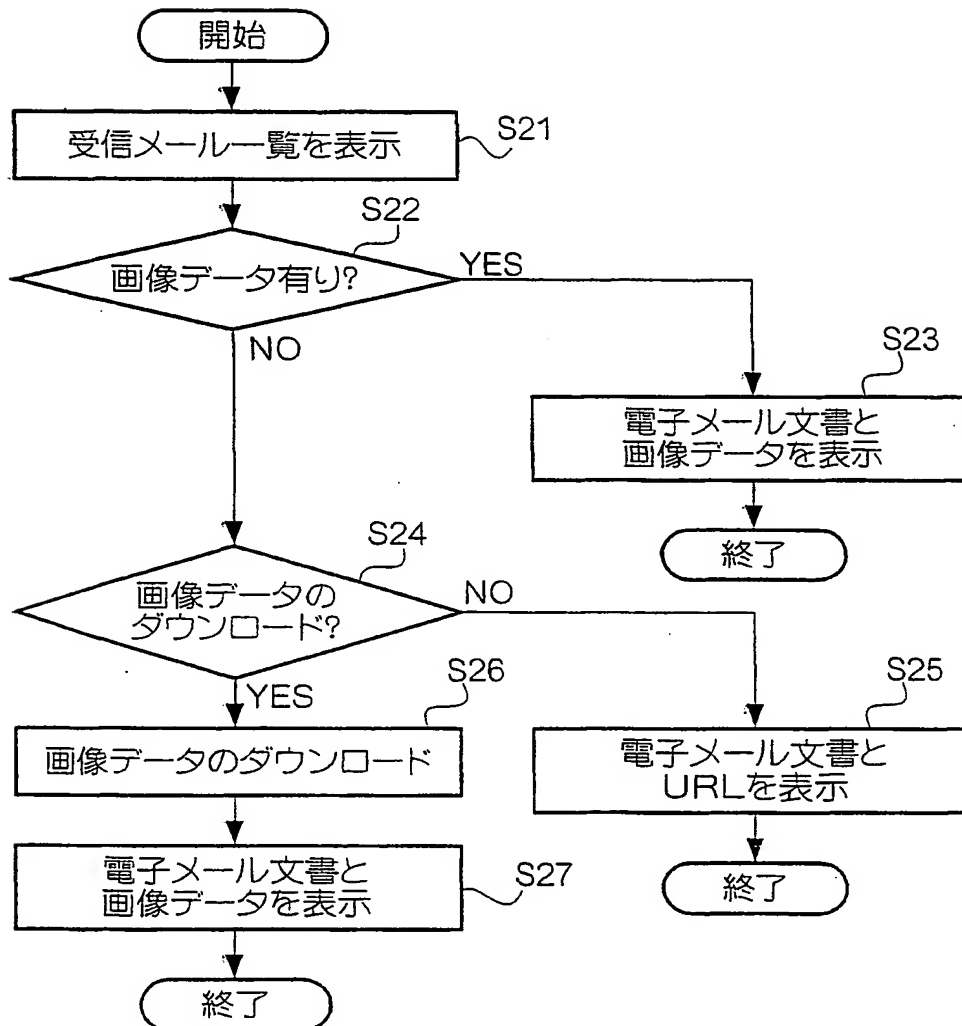 開始
受信メール一覧を表示
S21
S22
画像データ有り?
YES
NO
S23
電子メール文書と
画像データを表示
終了
S24
画像データの
ダウンロード?
NO
YES
S26
画像データのダウンロード
S25
電子メール文書と
URLを表示
終了
電子メール文書と
画像データを表示
S27
終了